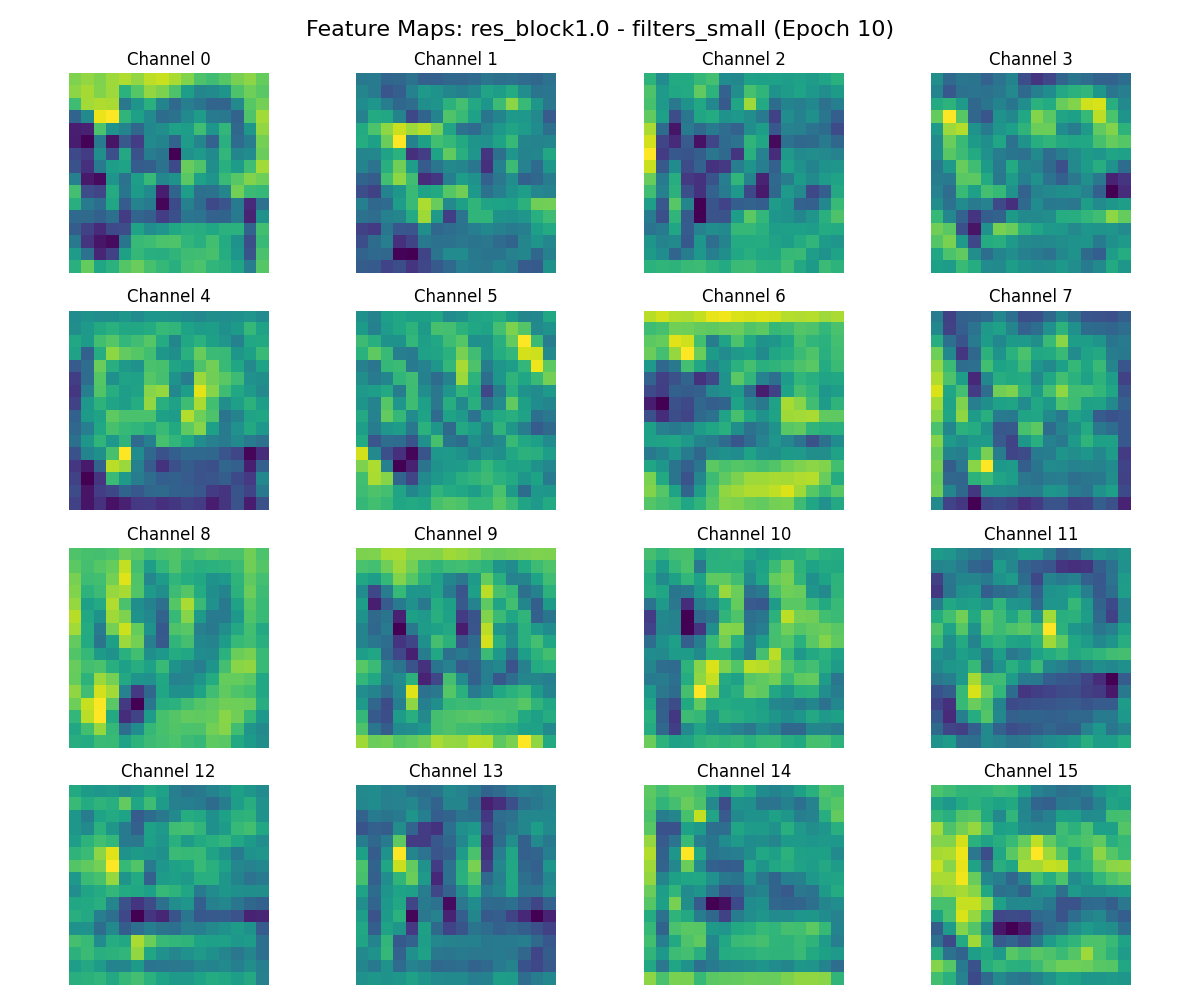 Feature Maps: res_block1.0 - filters_small (Epoch 10)
Channel 0 Channel 1 Channel 2 Channel 3
Channel 4 Channel 5 Channel 6 Channel 7
Channel 8 Channel 9 Channel 10 Channel 11
Channel 12 Channel 13 Channel 14 Channel 15